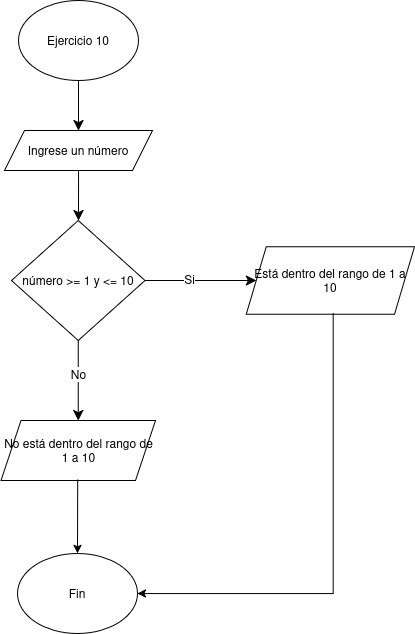 Ejercicio 10
Ingrese un número
número >= 1 y <= 10
Si
Está dentro del rango de 1 a
10
No
No está dentro del rango de
1 a 10
Fin